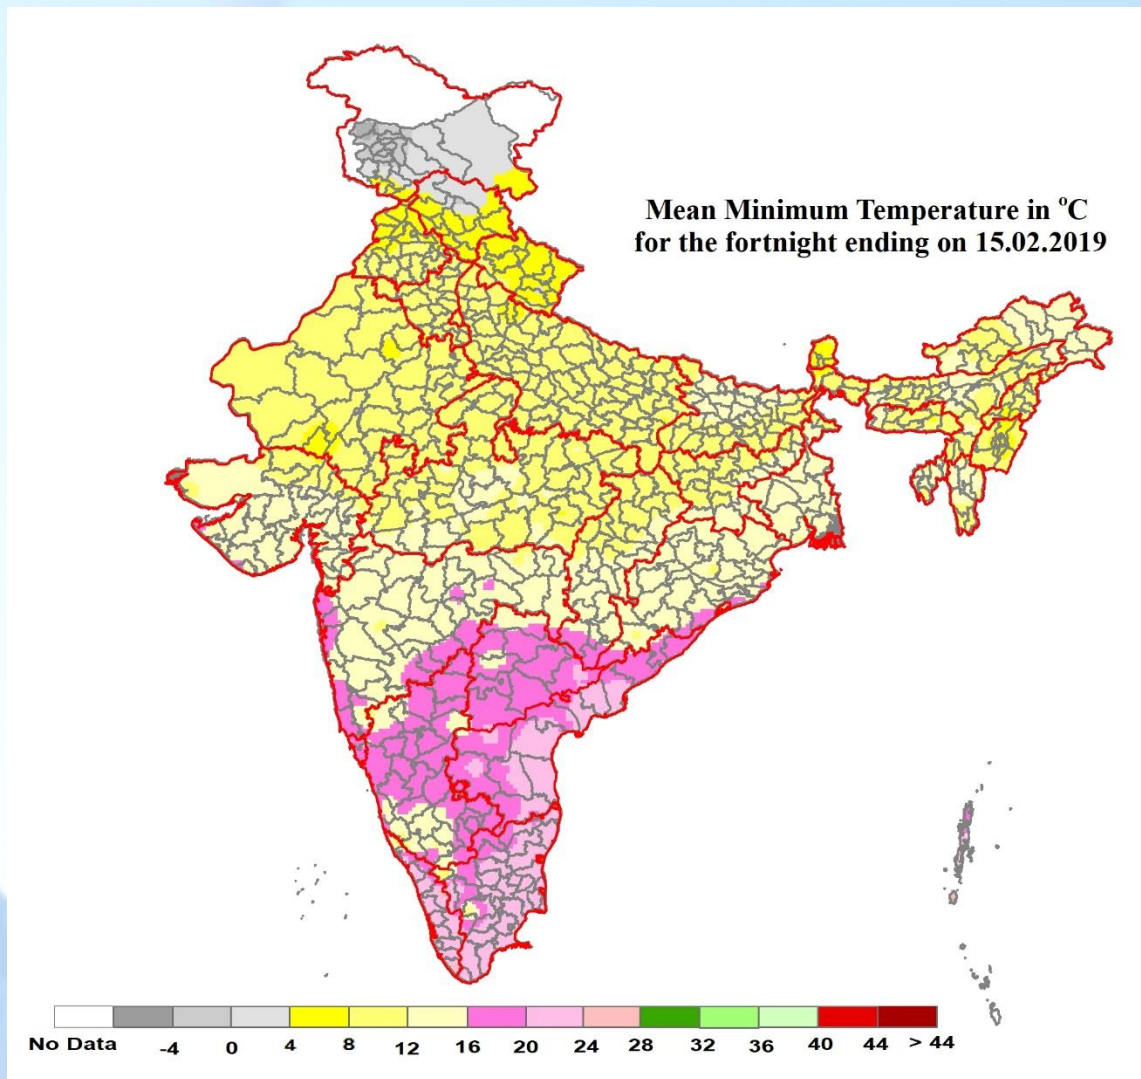 Mean Minimum Temperature in °C
for the fortnight ending on 15.02.2019
No Data -4 0 4 8 12 16 20 24 28 32 36 40 44 > 44